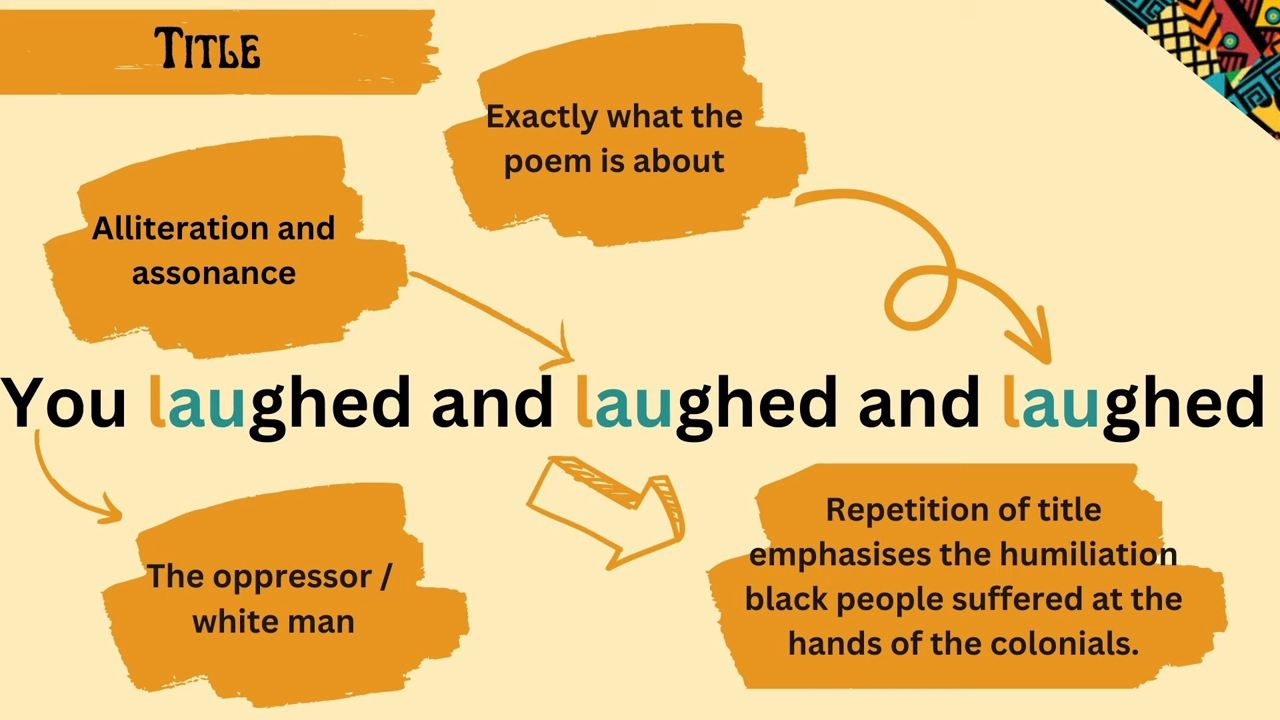 TITLE
Exactly what the
poem is about
Alliteration and
assonance
You laughed and laughed and laughed
The oppressor /
white man
Repetition of title
emphasises the humiliation
black people suffered at the
hands of the colonials.